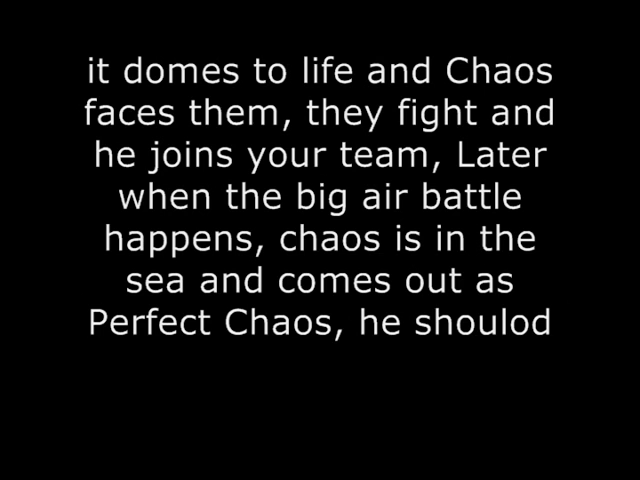 it domes to life and Chaos
faces them, they fight and
he joins your team, Later
when the big air battle
happens, chaos is in the
sea and comes out as
Perfect Chaos, he shoulod